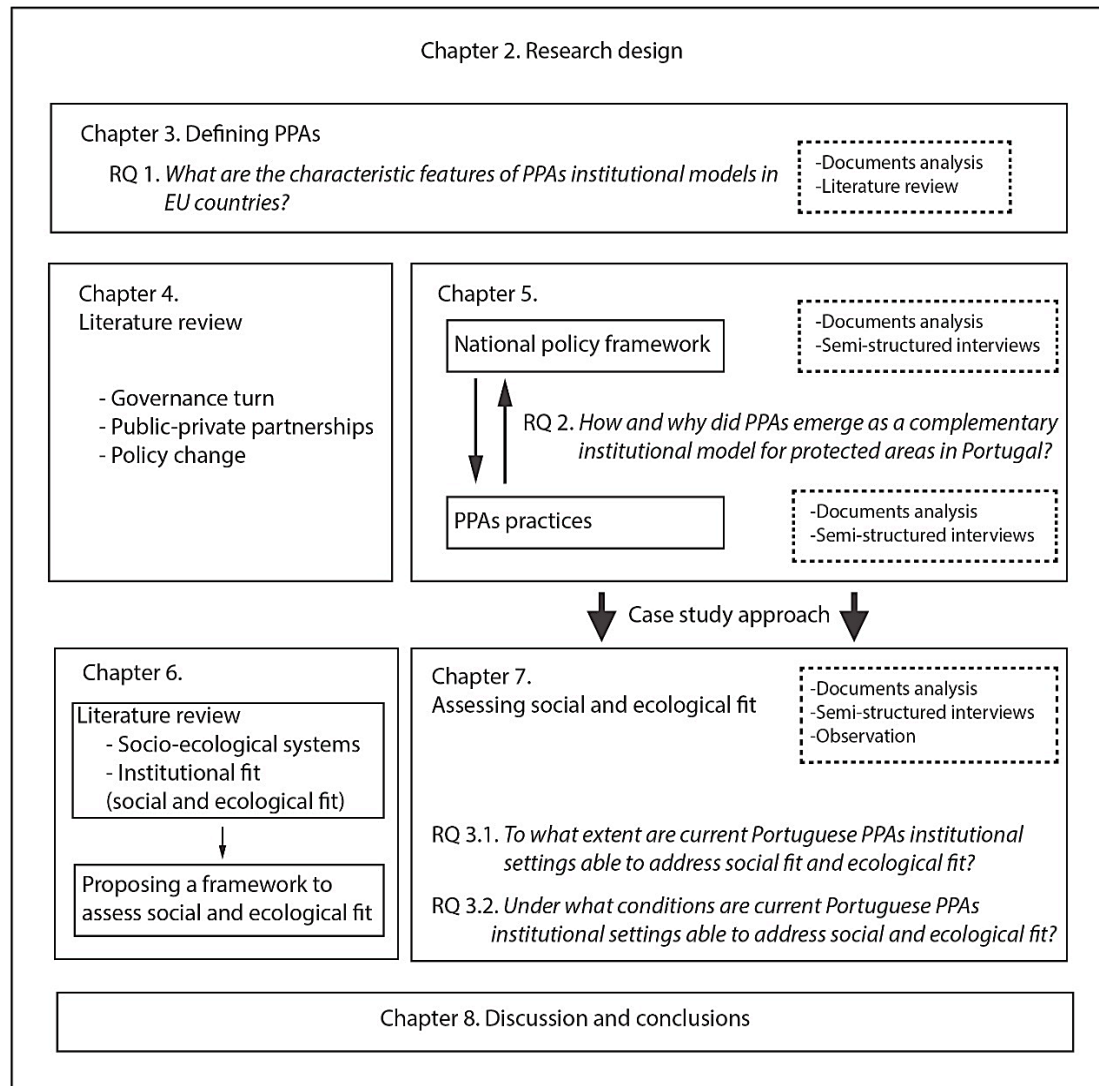 Chapter 2. Research design
Chapter 3. Defining PPAs
RQ 1. What are the characteristic features of PPAs institutional models in
EU countries?
-Documents analysis
-Literature review
Chapter 4.
Literature review
- Governance turn
- Public-private partnerships
- Policy change
Chapter 5.
National policy framework
-Documents analysis
-Semi-structured interviews
RQ 2. How and why did PPAs emerge as a complementary
institutional model for protected areas in Portugal?
PPAs practices
-Documents analysis
-Semi-structured interviews
Case study approach
Chapter 6.
Literature review
- Socio-ecological systems
- Institutional fit
(social and ecological fit)
Proposing a framework to
assess social and ecological fit
Chapter 7.
Assessing social and ecological fit
-Documents analysis
-Semi-structured interviews
-Observation
RQ 3.1. To what extent are current Portuguese PPAs institutional
settings able to address social fit and ecological fit?
RQ 3.2. Under what conditions are current Portuguese PPAs
institutional settings able to address social and ecological fit?
Chapter 8. Discussion and conclusions